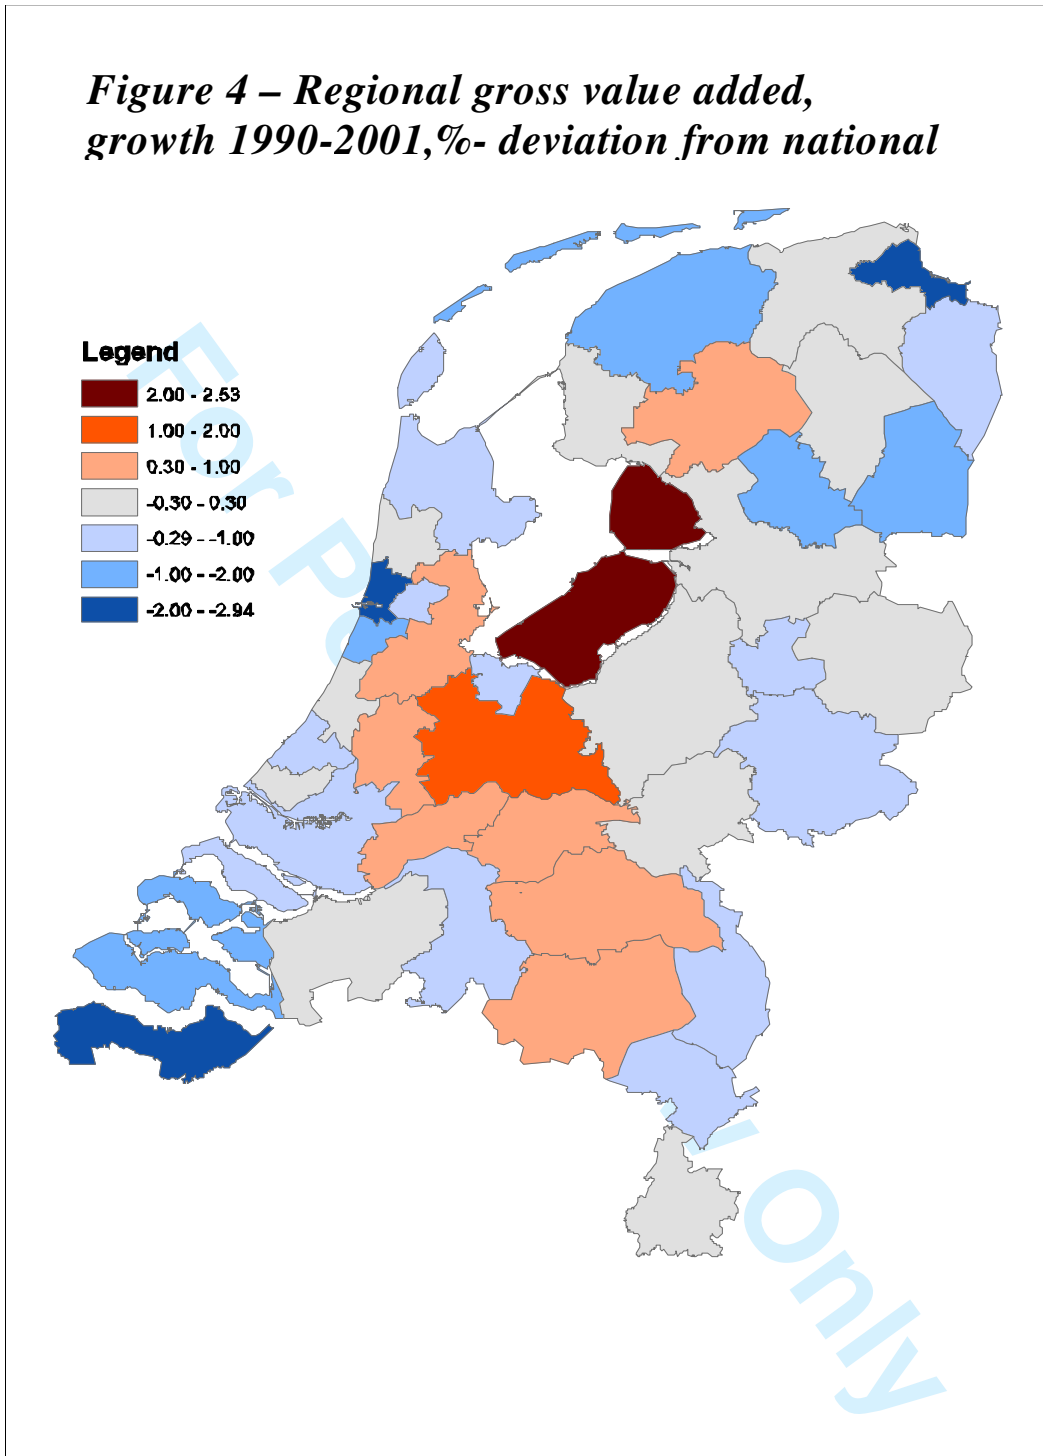 Figure 4 – Regional gross value added,
growth 1990-2001,%- deviation from national
Legend
2.00 - 2.53
1.00 - 2.00
0.30 - 1.00
-0.30 - 0.30
-0.29 - -1.00
-1.00 - -2.00
-2.00 - -2.94
For Pe
w Only